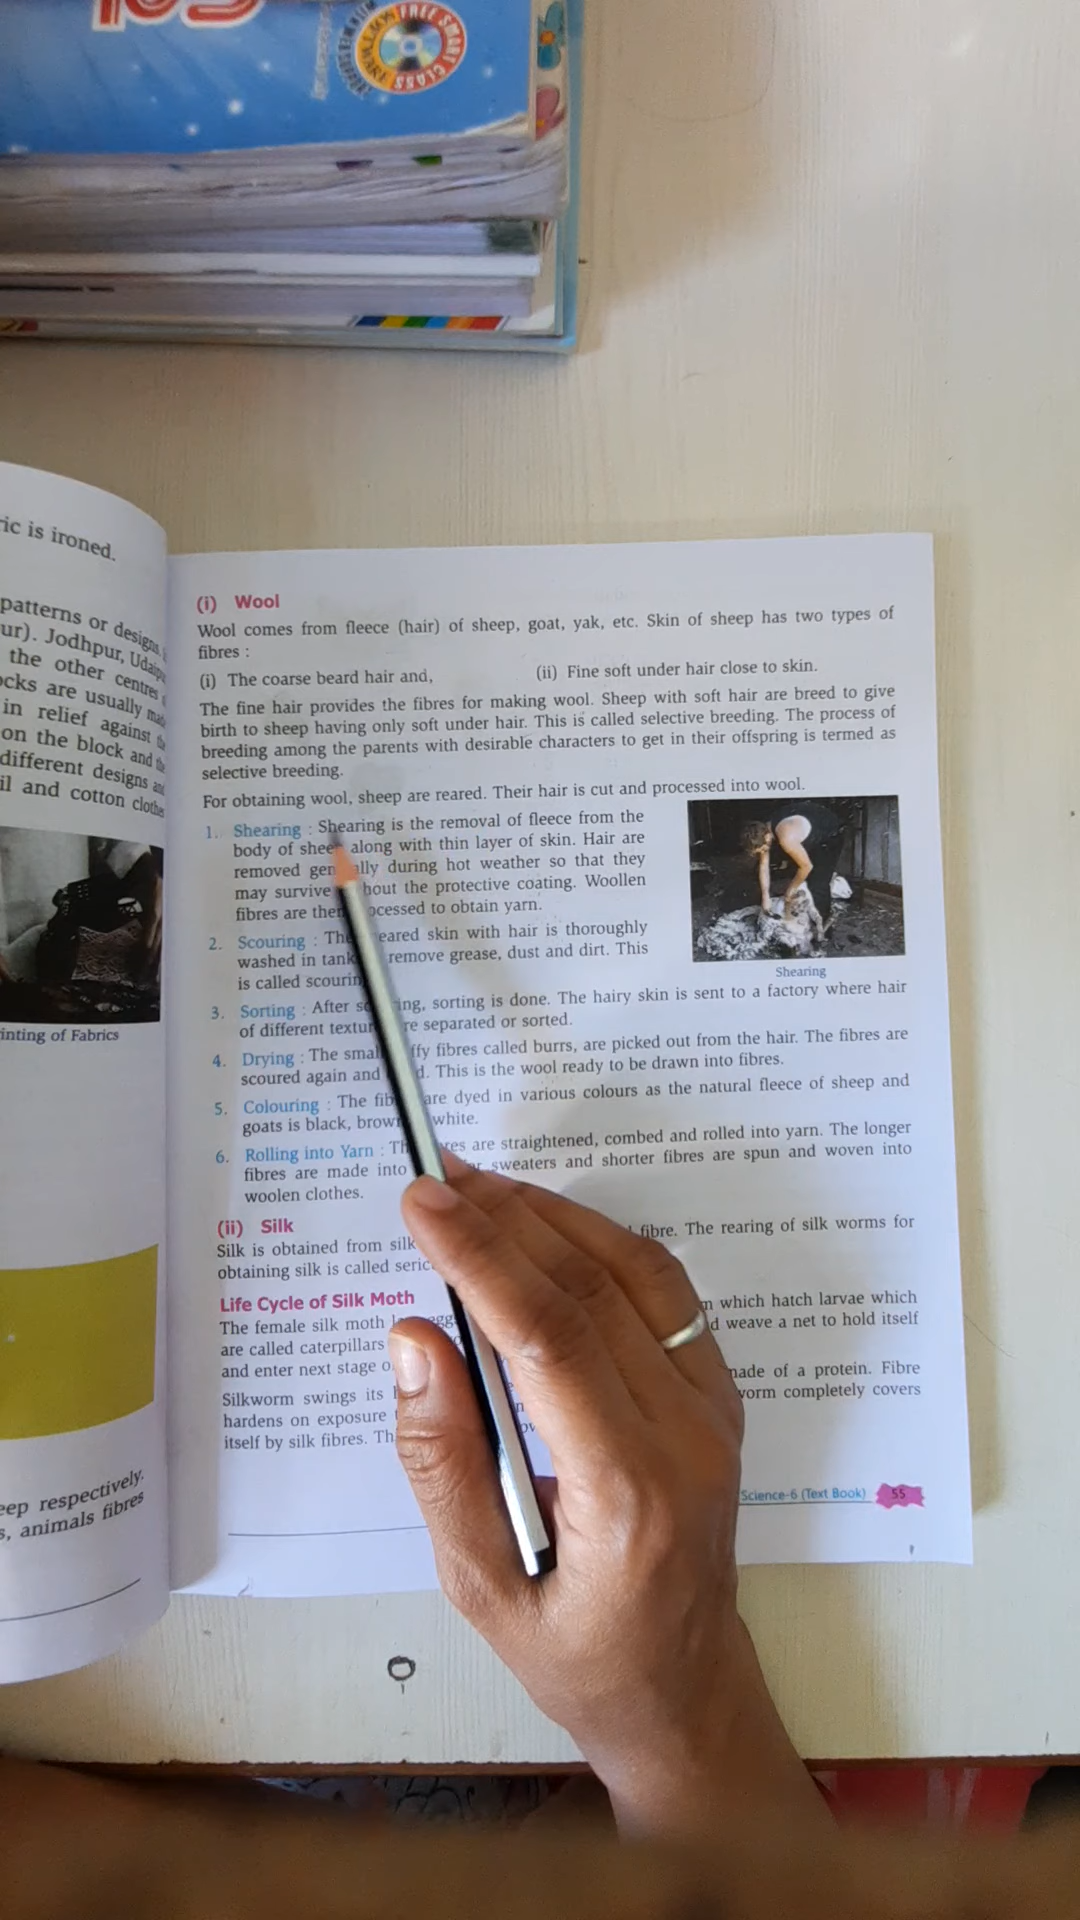 FREE SMART CLASS
ric is ironed.
patterns or designs
ur). Jodhpur,
the other centres
ocks are usually
in relief against
on the block and
different designs
il and cotton clothes
inting of Fabrics
eep respectively.
s, animals fibres
(i) Wool
Wool comes from fleece (hair) of sheep, goat, yak, etc. Skin of sheep has two types of
fibres :
(i) The coarse beard hair and, (ii) Fine soft under hair close to skin.
The fine hair provides the fibres for making wool. Sheep with soft hair are breed to give
birth to sheep having only soft under hair. This is called selective breeding. The process of
breeding among the parents with desirable characters to get in their offspring is termed as
selective breeding.
For obtaining wool, sheep are reared. Their hair is cut and processed into wool.
1. Shearing : Shearing is the removal of fleece from the
body of shee along with thin layer of skin. Hair are
removed gen ally during hot weather so that they
may survive hout the protective coating. Woollen
fibres are then ocessed to obtain yarn.
2. Scouring : The eared skin with hair is thoroughly
washed in tank remove grease, dust and dirt. This
is called scourin
Shearing
3. Sorting : After sc ing, sorting is done. The hairy skin is sent to a factory where hair
of different textur re separated or sorted.
4. Drying : The small ffy fibres called burrs, are picked out from the hair. The fibres are
scoured again and d. This is the wool ready to be drawn into fibres.
5. Colouring : The fib are dyed in various colours as the natural fleece of sheep and
goats is black, brow white.
6. Rolling into Yarn : Th res are straightened, combed and rolled into yarn. The longer
fibres are made into sweaters and shorter fibres are spun and woven into
woolen clothes.
(ii) Silk
Silk is obtained from silk fibre. The rearing of silk worms for
obtaining silk is called seric
Life Cycle of Silk Moth
The female silk moth egg which hatch larvae which
are called caterpillars d weave a net to hold itself
and enter next stage o
Silkworm swings its made of a protein. Fibre
hardens on exposure worm completely covers
itself by silk fibres. Th
Science-6 (Text Book) 55